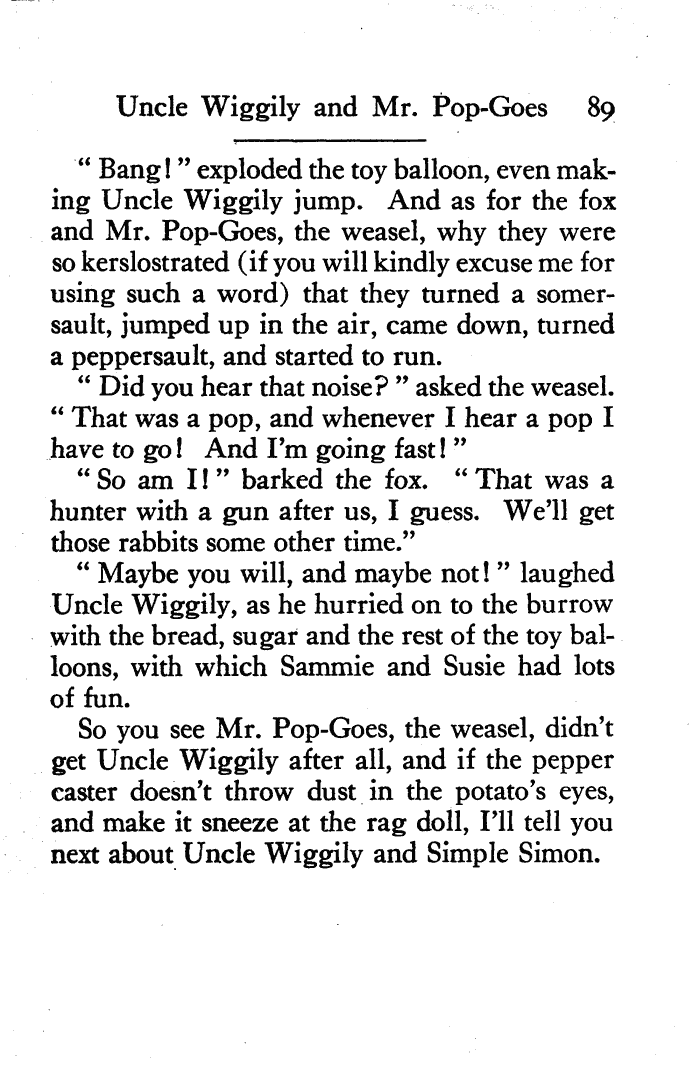 Uncle Wiggily and Mr. Pop-Goes 89
" Bang! " exploded the toy balloon, even mak-
ing Uncle Wiggily jump. And as for the fox
and Mr. Pop-Goes, the weasel, why they were
so kerslostrated (if you will kindly excuse me for
using such a word) that they turned a somer-
sault, jumped up in the air, came down, turned
a peppersault, and started to run.
" Did you hear that noise? " asked the weasel.
" That was a pop, and whenever I hear a pop I
have to go! And I'm going fast! "
" So am I! " barked the fox. " That was a
hunter with a gun after us, I guess. We'll get
those rabbits some other time."
" Maybe you will, and maybe not! " laughed
Uncle Wiggily, as he hurried on to the burrow
with the bread, sugar and the rest of the toy bal-
loons, with which Sammie and Susie had lots
of fun.
So you see Mr. Pop-Goes, the weasel, didn't
get Uncle Wiggily after all, and if the pepper
caster doesn't throw dust in the potato's eyes,
and make it sneeze at the rag doll, I'll tell you
next about Uncle Wiggily and Simple Simon.